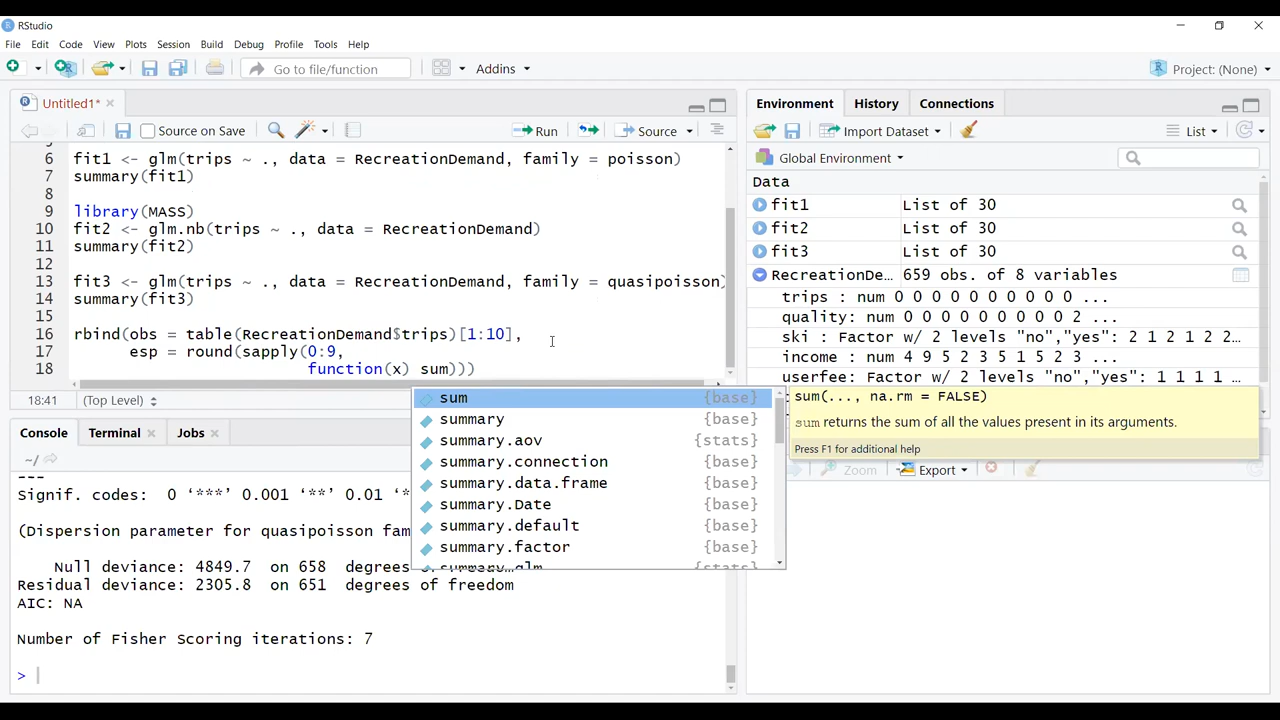 RStudio
File Edit Code View Plots Session Build Debug Profile Tools Help
Go to file/function Addins Project: (None)
Untitled1*
Source on Save Run Source
6 fit1 <- glm(trips ~ ., data = RecreationDemand, family = poisson)
7 summary(fit1)
8
9 library(MASS)
10 fit2 <- glm.nb(trips ~ ., data = RecreationDemand)
11 summary(fit2)
12
13 fit3 <- glm(trips ~ ., data = RecreationDemand, family = quasipoisson)
14 summary(fit3)
15
16 rbind(obs = table(RecreationDemand$trips)[1:10],
17 esp = round(sapply(0:9,
18 function(x) sum)))
18:41 (Top Level)
sum {base}
summary {base}
summary.aov {stats}
summary.connection {base}
summary.data.frame {base}
summary.Date {base}
summary.default {base}
summary.factor {base}
summary.glm {stats}
sum(..., na.rm = FALSE)
sum returns the sum of all the values present in its arguments.
Press F1 for additional help
Console Terminal Jobs
~/
---
Signif. codes: 0 ‘***’ 0.001 ‘**’ 0.01 ‘*
(Dispersion parameter for quasipoisson fam
Null deviance: 4849.7 on 658 degrees
Residual deviance: 2305.8 on 651 degrees of freedom
AIC: NA
Number of Fisher Scoring iterations: 7
>
Environment History Connections
Import Dataset List
Global Environment
Data
fit1 List of 30
fit2 List of 30
fit3 List of 30
RecreationDe… 659 obs. of 8 variables
trips : num 0 0 0 0 0 0 0 0 0 0 ...
quality: num 0 0 0 0 0 0 0 0 0 2 ...
ski : Factor w/ 2 levels "no","yes": 2 1 2 1 2 2…
income : num 4 9 5 2 3 5 1 5 2 3 ...
userfee: Factor w/ 2 levels "no","yes": 1 1 1 1 …
Zoom Export